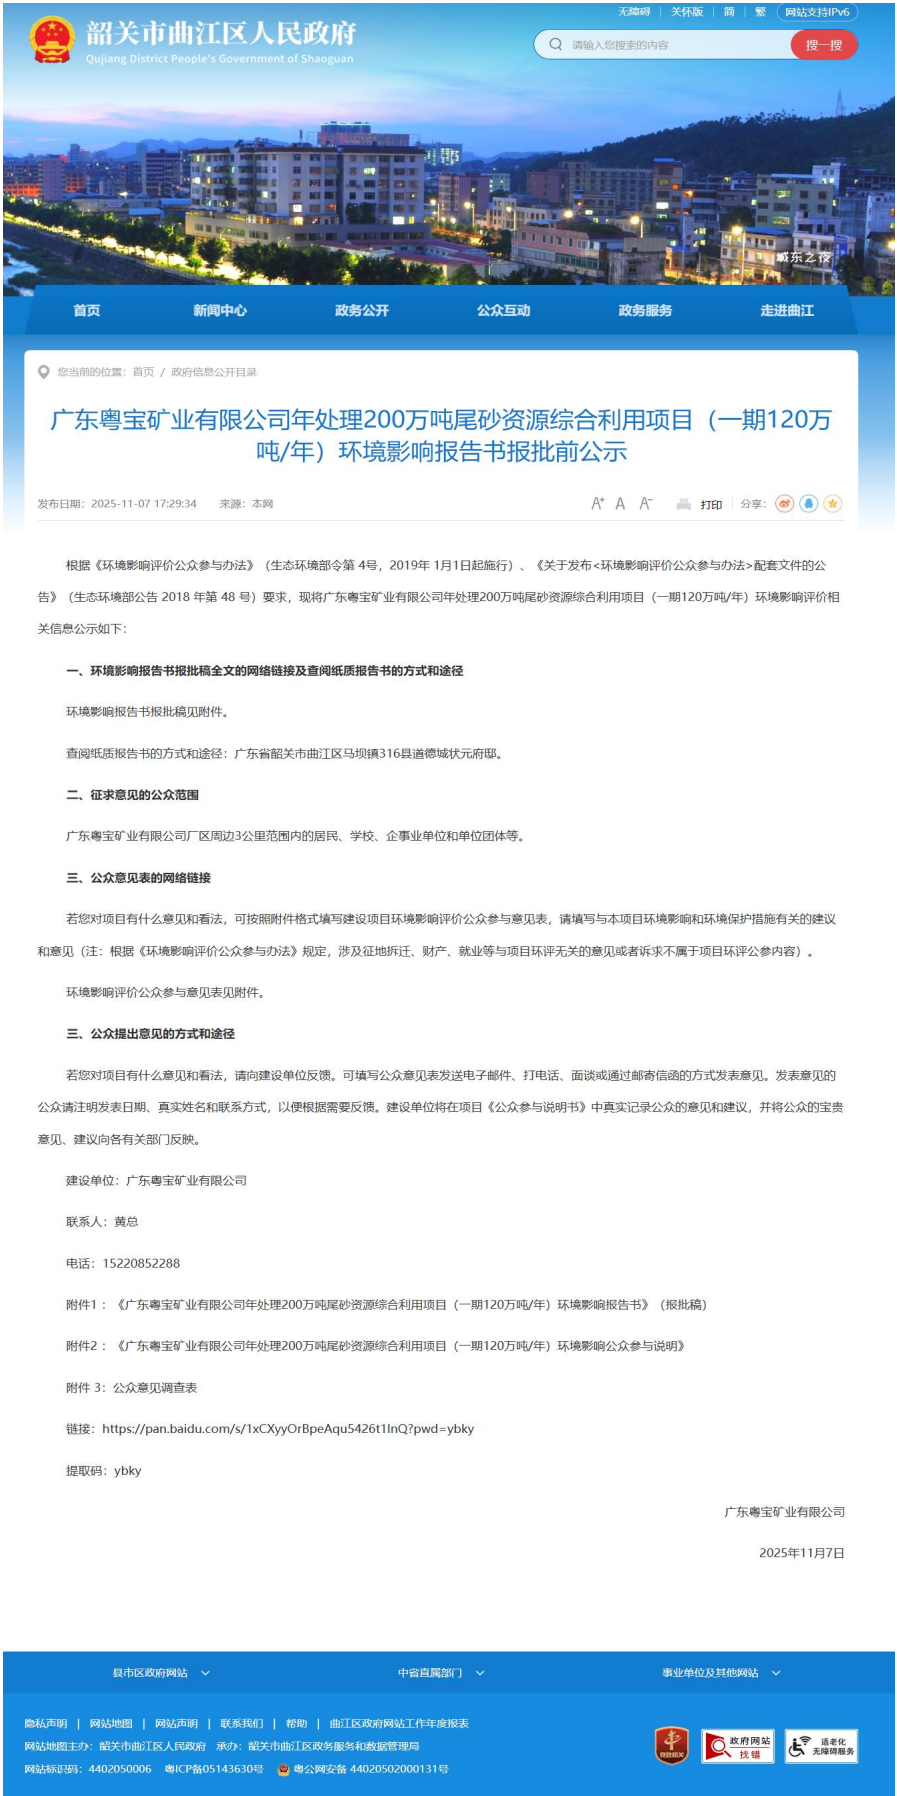 无障碍 | 关怀版 | 简 | 繁 网站支持IPv6
韶关市曲江区人民政府
Qujiang District People's Government of Shaoguan
请输入您搜索的内容 搜一搜
城东之夜
首页 新闻中心 政务公开 公众互动 政务服务 走进曲江
您当前的位置：首页 / 政府信息公开目录
广东粤宝矿业有限公司年处理200万吨尾砂资源综合利用项目（一期120万
吨/年）环境影响报告书报批前公示
发布日期：2025-11-07 17:29:34 来源：本网 A+ A A- 打印 分享：
根据《环境影响评价公众参与办法》（生态环境部令第 4号，2019年 1月1日起施行）、《关于发布<环境影响评价公众参与办法>配套文件的公
告》（生态环境部公告 2018 年第 48 号）要求，现将广东粤宝矿业有限公司年处理200万吨尾砂资源综合利用项目（一期120万吨/年）环境影响评价相
关信息公示如下：
一、环境影响报告书报批稿全文的网络链接及查阅纸质报告书的方式和途径
环境影响报告书报批稿见附件。
查阅纸质报告书的方式和途径：广东省韶关市曲江区马坝镇316县道德城状元府邸。
二、征求意见的公众范围
广东粤宝矿业有限公司厂区周边3公里范围内的居民、学校、企事业单位和单位团体等。
三、公众意见表的网络链接
若您对项目有什么意见和看法，可按照附件格式填写建设项目环境影响评价公众参与意见表，请填写与本项目环境影响和环境保护措施有关的建议
和意见（注：根据《环境影响评价公众参与办法》规定，涉及征地拆迁、财产、就业等与项目环评无关的意见或者诉求不属于项目环评公参内容）。
环境影响评价公众参与意见表见附件。
三、公众提出意见的方式和途径
若您对项目有什么意见和看法，请向建设单位反馈。可填写公众意见表发送电子邮件、打电话、面谈或通过邮寄信函的方式发表意见。发表意见的
公众请注明发表日期、真实姓名和联系方式，以便根据需要反馈。建设单位将在项目《公众参与说明书》中真实记录公众的意见和建议，并将公众的宝贵
意见、建议向各有关部门反映。
建设单位：广东粤宝矿业有限公司
联系人：黄总
电话：15220852288
附件1：《广东粤宝矿业有限公司年处理200万吨尾砂资源综合利用项目（一期120万吨/年）环境影响报告书》（报批稿）
附件2：《广东粤宝矿业有限公司年处理200万吨尾砂资源综合利用项目（一期120万吨/年）环境影响公众参与说明》
附件 3：公众意见调查表
链接：https://pan.baidu.com/s/1xCXyyOrBpeAqu5426t1InQ?pwd=ybky
提取码：ybky
广东粤宝矿业有限公司
2025年11月7日
县市区政府网站 中省直属部门 事业单位及其他网站
隐私声明 | 网站地图 | 网站声明 | 联系我们 | 帮助 | 曲江区政府网站工作年度报表
网站地图主办：韶关市曲江区人民政府 承办：韶关市曲江区政务服务和数据管理局
网站标识码：4402050006 粤ICP备05143630号 粤公网安备 44020502000131号
党政机关
政府网站
找错
适老化
无障碍服务